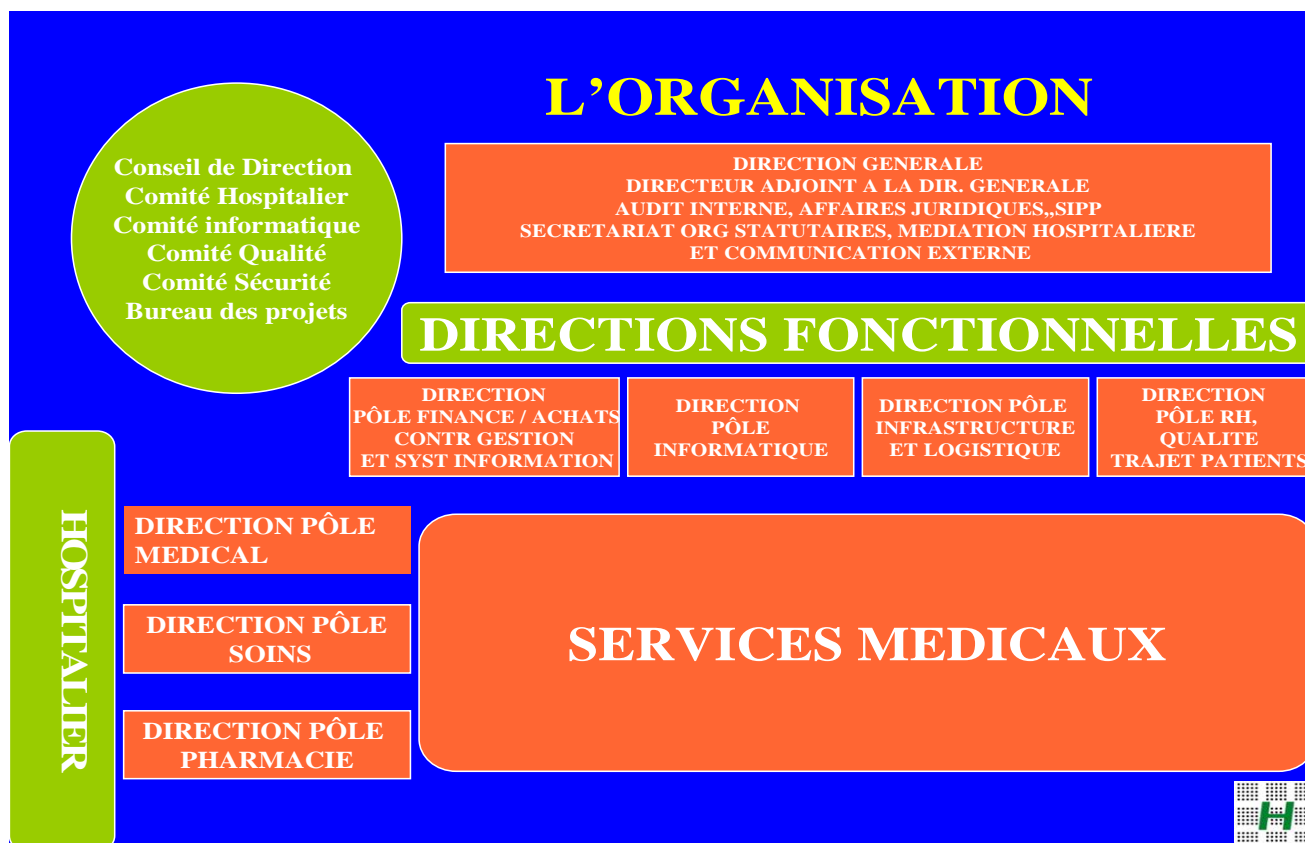 L'ORGANISATION
Conseil de Direction
Comité Hospitalier
Comité informatique
Comité Qualité
Comité Sécurité
Bureau des projets
DIRECTION GENERALE
DIRECTEUR ADJOINT A LA DIR. GENERALE
AUDIT INTERNE, AFFAIRES JURIDIQUES,,SIPP
SECRETARIAT ORG STATUTAIRES, MEDIATION HOSPITALIERE
ET COMMUNICATION EXTERNE
DIRECTIONS FONCTIONNELLES
DIRECTION
PÔLE FINANCE / ACHATS
CONTR GESTION
ET SYST INFORMATION
DIRECTION
PÔLE
INFORMATIQUE
DIRECTION PÔLE
INFRASTRUCTURE
ET LOGISTIQUE
DIRECTION
PÔLE RH,
QUALITE
TRAJET PATIENTS
HOSPITALIER
DIRECTION PÔLE
MEDICAL
DIRECTION PÔLE
SOINS
DIRECTION PÔLE
PHARMACIE
SERVICES MEDICAUX
H